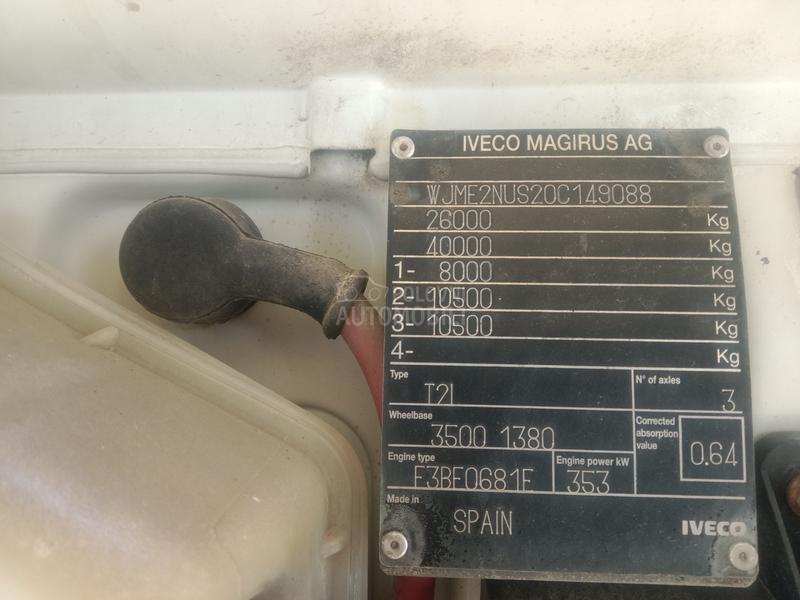 IVECO MAGIRUS AG
WJME2NUS20C149088
26000 Kg
40000 Kg
1- 8000 Kg
2- 10500 Kg
3- 10500 Kg
4- Kg
Type
T2I
N° of axles
3
Wheelbase
3500 1380
Corrected absorption value
0.64
Engine type
F3BE0681E
Engine power kW
353
Made in
SPAIN
IVECO